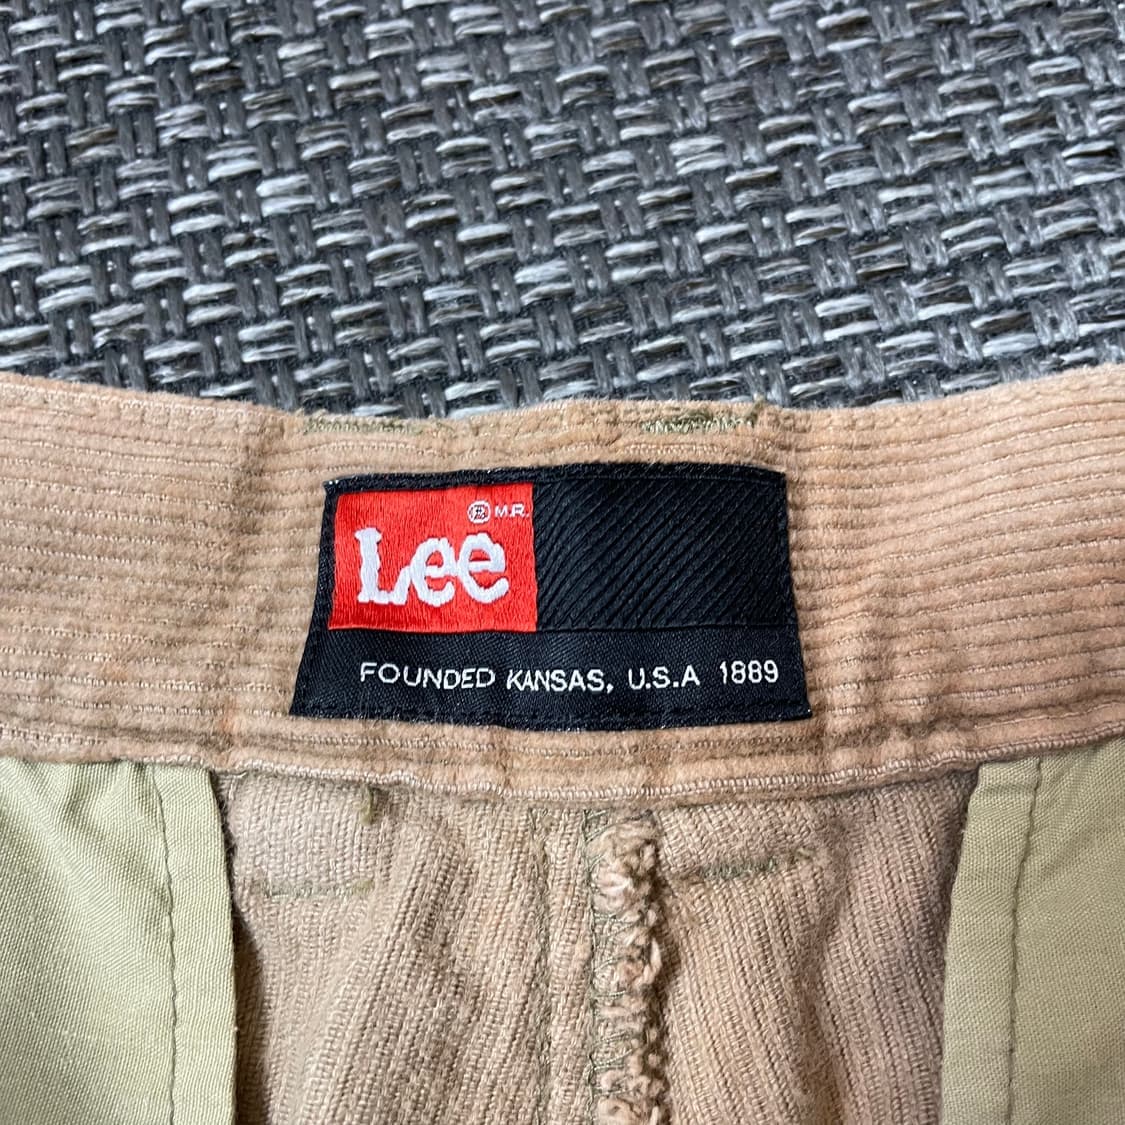 ® M.R.
Lee
FOUNDED KANSAS, U.S.A 1889